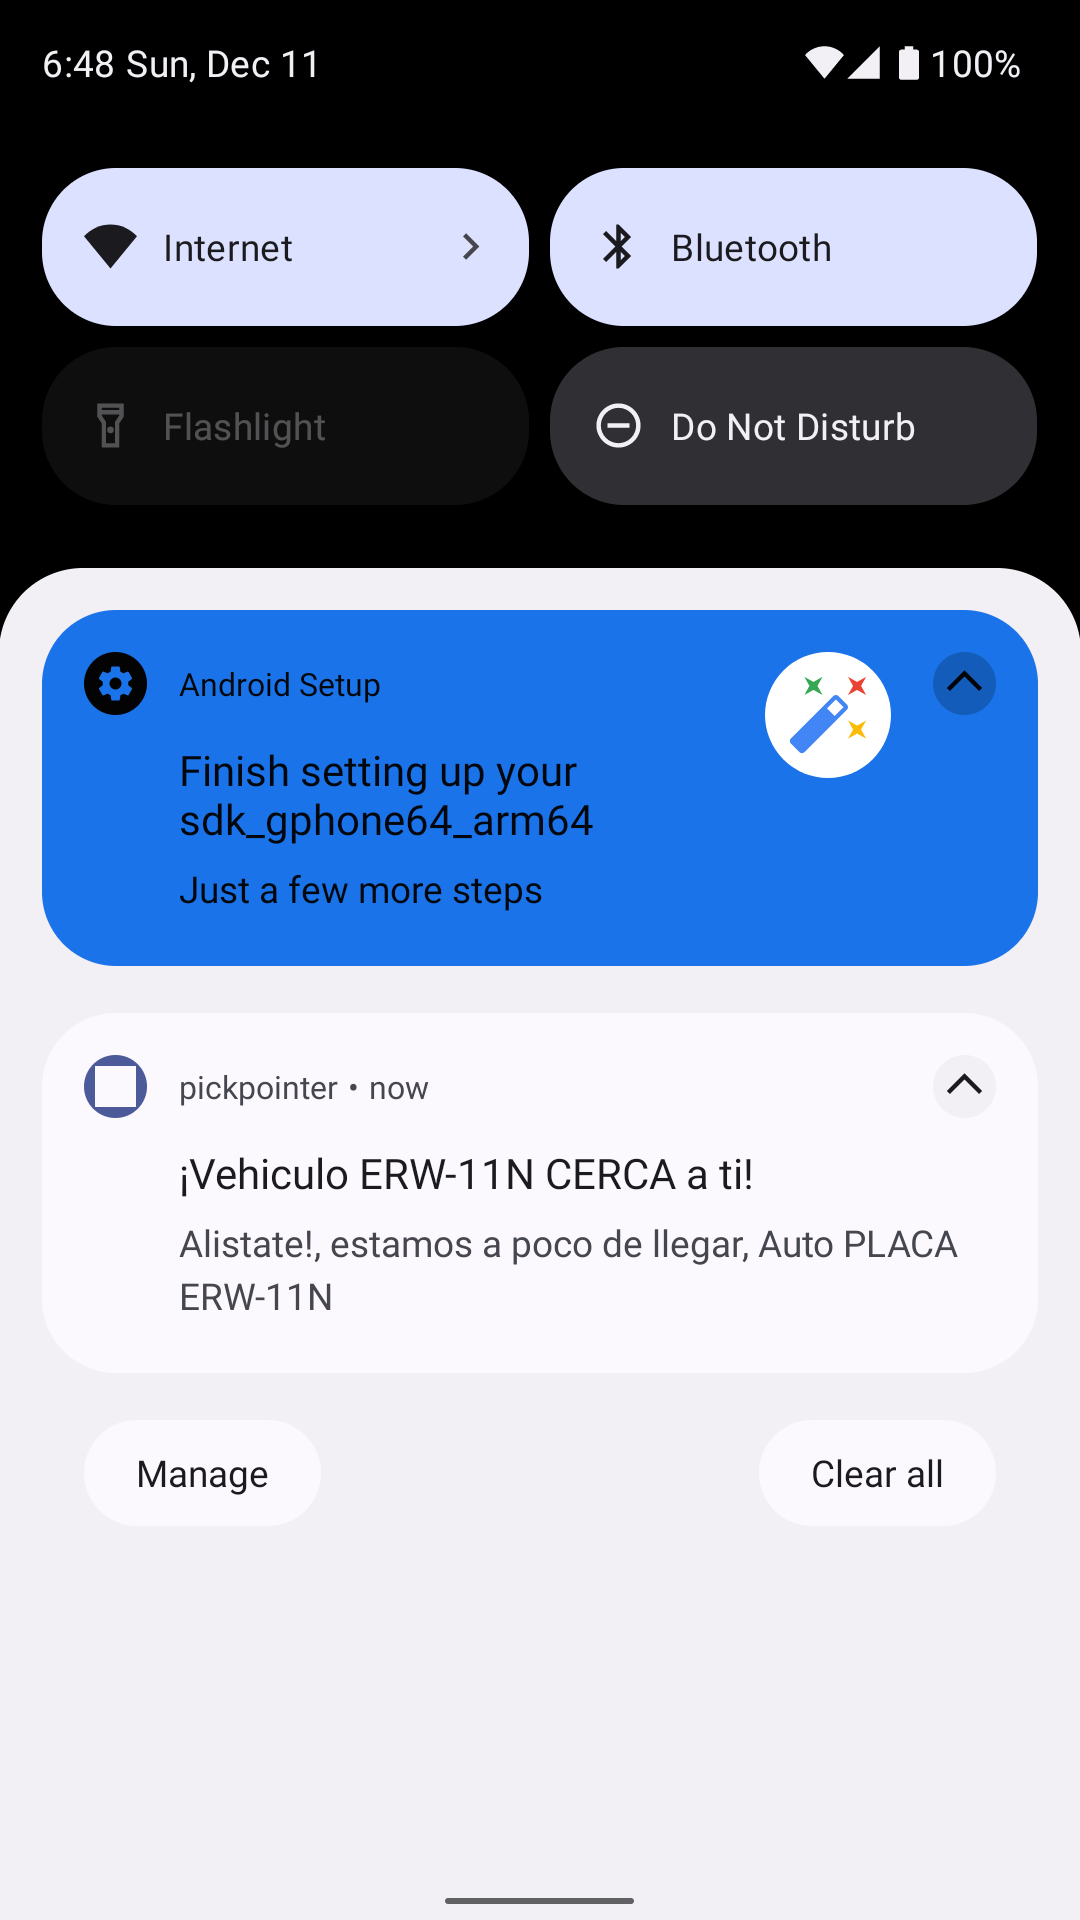 6:48 Sun, Dec 11
100%
Internet
Bluetooth
Flashlight
Do Not Disturb
Android Setup
Finish setting up your
sdk_gphone64_arm64
Just a few more steps
pickpointer • now
¡Vehiculo ERW-11N CERCA a ti!
Alistate!, estamos a poco de llegar, Auto PLACA
ERW-11N
Manage
Clear all